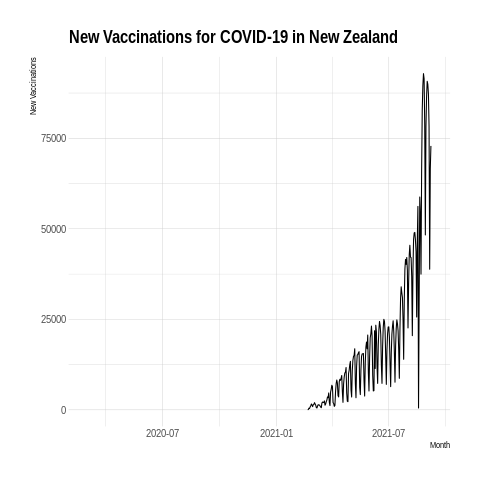 New Vaccinations for COVID-19 in New Zealand
New Vaccinations
75000
50000
25000
0
2020-07 2021-01 2021-07
Month